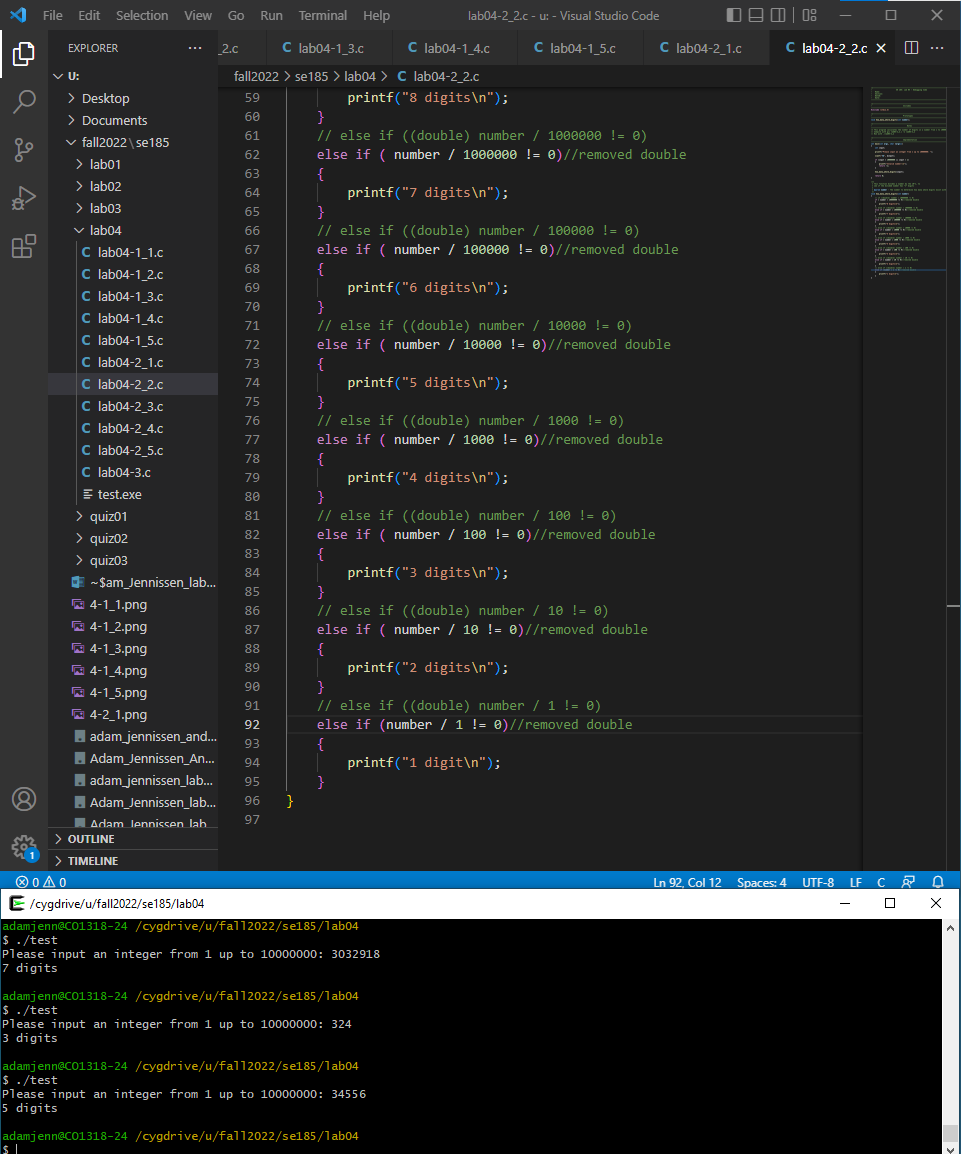 File Edit Selection View Go Run Terminal Help lab04-2_2.c - u: - Visual Studio Code
EXPLORER ...
_2.c lab04-1_3.c lab04-1_4.c lab04-1_5.c lab04-2_1.c lab04-2_2.c
U:
Desktop
Documents
fall2022\se185
lab01
lab02
lab03
lab04
C lab04-1_1.c
C lab04-1_2.c
C lab04-1_3.c
C lab04-1_4.c
C lab04-1_5.c
C lab04-2_1.c
C lab04-2_2.c
C lab04-2_3.c
C lab04-2_4.c
C lab04-2_5.c
C lab04-3.c
test.exe
quiz01
quiz02
quiz03
~$am_Jennissen_lab...
4-1_1.png
4-1_2.png
4-1_3.png
4-1_4.png
4-1_5.png
4-2_1.png
adam_jennissen_and...
Adam_Jennissen_An...
adam_jennissen_lab...
Adam_Jennissen_lab...
Adam_Jennissen_lab
OUTLINE
TIMELINE
1
fall2022 > se185 > lab04 > C lab04-2_2.c
59 printf("8 digits\n");
60 }
61 // else if ((double) number / 1000000 != 0)
62 else if ( number / 1000000 != 0)//removed double
63 {
64 printf("7 digits\n");
65 }
66 // else if ((double) number / 100000 != 0)
67 else if ( number / 100000 != 0)//removed double
68 {
69 printf("6 digits\n");
70 }
71 // else if ((double) number / 10000 != 0)
72 else if ( number / 10000 != 0)//removed double
73 {
74 printf("5 digits\n");
75 }
76 // else if ((double) number / 1000 != 0)
77 else if ( number / 1000 != 0)//removed double
78 {
79 printf("4 digits\n");
80 }
81 // else if ((double) number / 100 != 0)
82 else if ( number / 100 != 0)//removed double
83 {
84 printf("3 digits\n");
85 }
86 // else if ((double) number / 10 != 0)
87 else if ( number / 10 != 0)//removed double
88 {
89 printf("2 digits\n");
90 }
91 // else if ((double) number / 1 != 0)
92 else if (number / 1 != 0)//removed double
93 {
94 printf("1 digit\n");
95 }
96 }
97
0 0 Ln 92, Col 12 Spaces: 4 UTF-8 LF C
/cygdrive/u/fall2022/se185/lab04
adamjenn@CO1318-24 /cygdrive/u/fall2022/se185/lab04
$ ./test
Please input an integer from 1 up to 10000000: 3032918
7 digits
adamjenn@CO1318-24 /cygdrive/u/fall2022/se185/lab04
$ ./test
Please input an integer from 1 up to 10000000: 324
3 digits
adamjenn@CO1318-24 /cygdrive/u/fall2022/se185/lab04
$ ./test
Please input an integer from 1 up to 10000000: 34556
5 digits
adamjenn@CO1318-24 /cygdrive/u/fall2022/se185/lab04
$